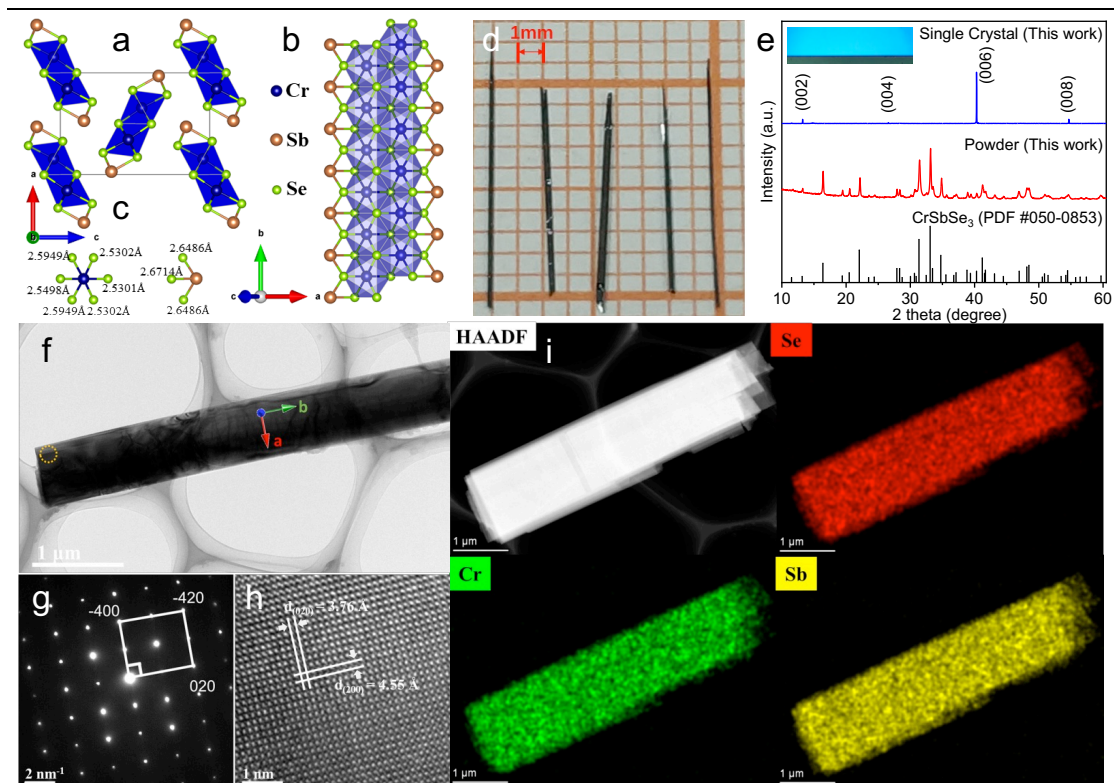 a
b
Cr
Sb
Se
a
b
c
c
2.5949Å
2.5302Å
2.5498Å
2.5301Å
2.5949Å
2.5302Å
2.6486Å
2.6714Å
2.6486Å
b
c
a
d
1mm
e
Single Crystal (This work)
(002)
(004)
(006)
(008)
Powder (This work)
CrSbSe3 (PDF #050-0853)
Intensity (a.u.)
10 20 30 40 50 60
2 theta (degree)
f
b
a
1 μm
g
-400
-420
020
2 nm-1
h
d(020) = 3.76 A
d(200) = 4.55 A
1 μm
HAADF
i
1 μm
Se
1 μm
Cr
1 μm
Sb
1 μm